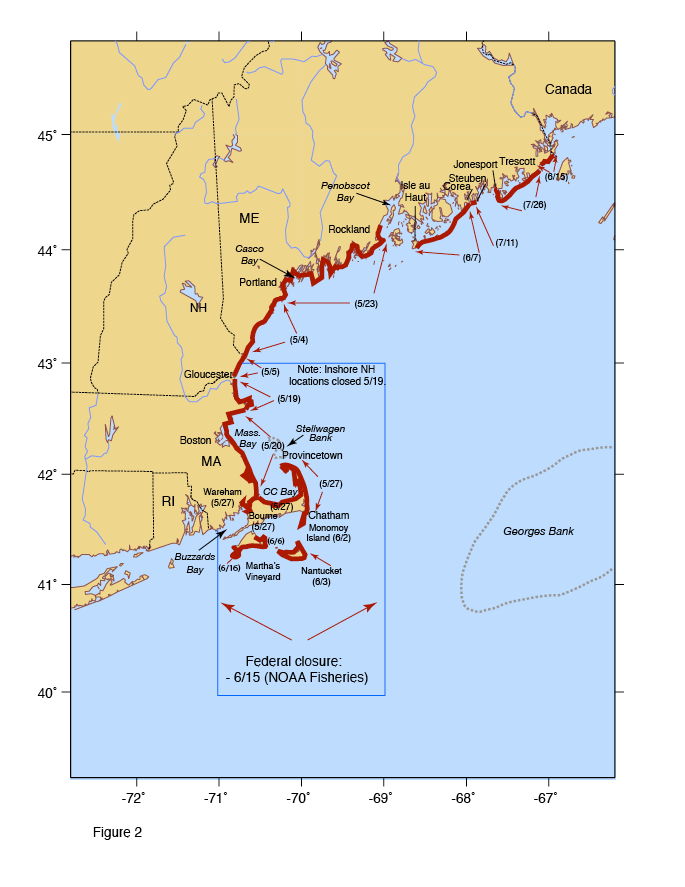 Canada
45˚
Jonesport
Trescott
Steuben
(6/15)
Penobscot
Bay
Isle au
Haut
Corea
(7/26)
ME
Rockland
(7/11)
44˚
Casco
Bay
(6/7)
Portland
NH
(5/23)
(5/4)
43˚
Gloucester
(5/5)
Note: Inshore NH
locations closed 5/19.
(5/19)
Boston
Mass.
Bay
(5/20)
Stellwagen
Bank
Provincetown
MA
42˚
(5/27)
RI
Wareham
(5/27)
CC Bay
(5/27)
Bourne
(5/27)
Chatham
Monomoy
Island (6/2)
Georges Bank
Buzzards
Bay
(6/6)
(6/16)
Martha's
Vineyard
Nantucket
(6/3)
41˚
Federal closure:
- 6/15 (NOAA Fisheries)
40˚
-72˚
-71˚
-70˚
-69˚
-68˚
-67˚
Figure 2